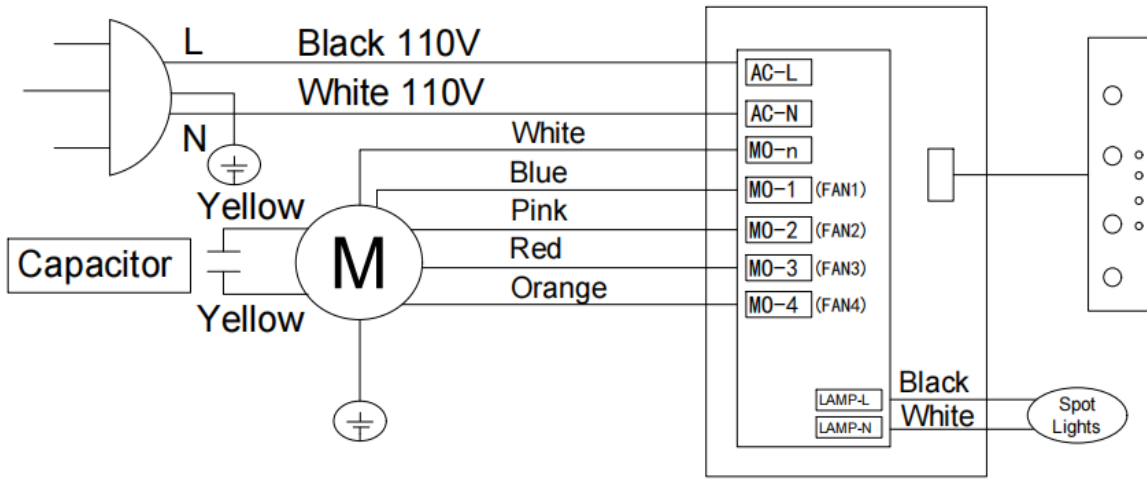 L
Black 110V
AC-L
White 110V
AC-N
N
White
MO-n
Blue
MO-1 (FAN1)
Yellow
Pink
MO-2 (FAN2)
Capacitor
M
Red
MO-3 (FAN3)
Orange
MO-4 (FAN4)
Yellow
Black
LAMP-L
White
LAMP-N
Spot
Lights